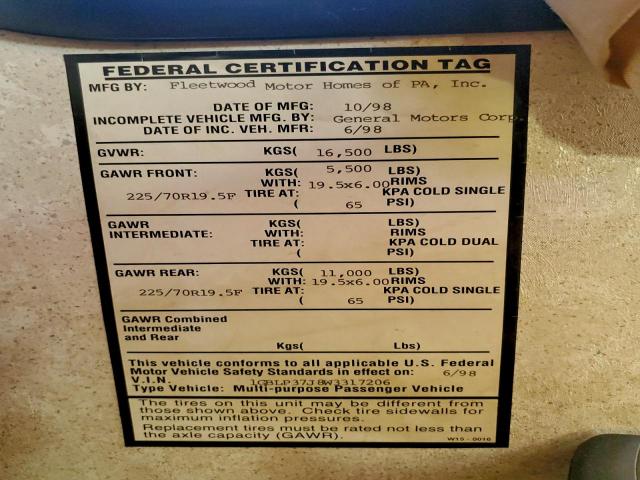 FEDERAL CERTIFICATION TAG
MFG BY: Fleetwood Motor Homes of PA, Inc.
DATE OF MFG: 10/98
INCOMPLETE VEHICLE MFG. BY: General Motors Corp
DATE OF INC. VEH. MFR: 6/98
GVWR: KGS( 16,500 LBS)
GAWR FRONT: KGS( 5,500 LBS)
WITH: 19.5x6.00 RIMS
225/70R19.5F TIRE AT: KPA COLD SINGLE
( 65 PSI)
GAWR KGS( LBS)
INTERMEDIATE: WITH: RIMS
TIRE AT: KPA COLD DUAL
( PSI)
GAWR REAR: KGS( 11,000 LBS)
WITH: 19.5x6.00 RIMS
225/70R19.5F TIRE AT: KPA COLD SINGLE
( 65 PSI)
GAWR Combined
Intermediate
and Rear Kgs( Lbs)
This vehicle conforms to all applicable U.S. Federal
Motor Vehicle Safety Standards in effect on: 6/98
V.I.N. 1GBLP37J8W3317206
Type Vehicle: Multi-purpose Passenger Vehicle
The tires on this unit may be different from
those shown above. Check tire sidewalls for
maximum inflation pressures.
Replacement tires must be rated not less than
the axle capacity (GAWR).
W15-0016